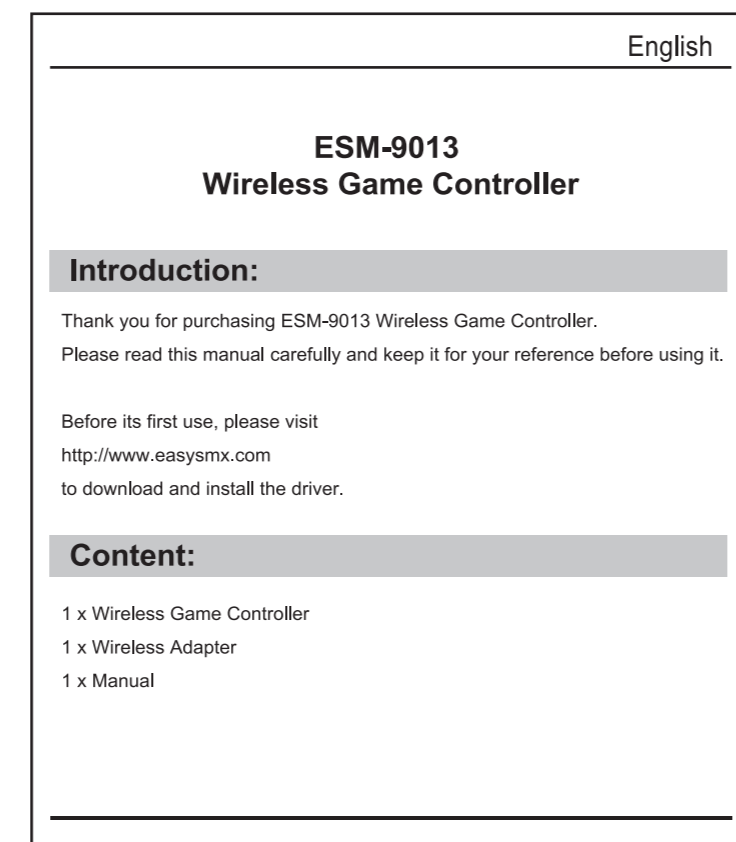 English
ESM-9013
Wireless Game Controller
Introduction:
Thank you for purchasing ESM-9013 Wireless Game Controller.
Please read this manual carefully and keep it for your reference before using it.
Before its first use, please visit
http://www.easysmx.com
to download and install the driver.
Content:
1 x Wireless Game Controller
1 x Wireless Adapter
1 x Manual